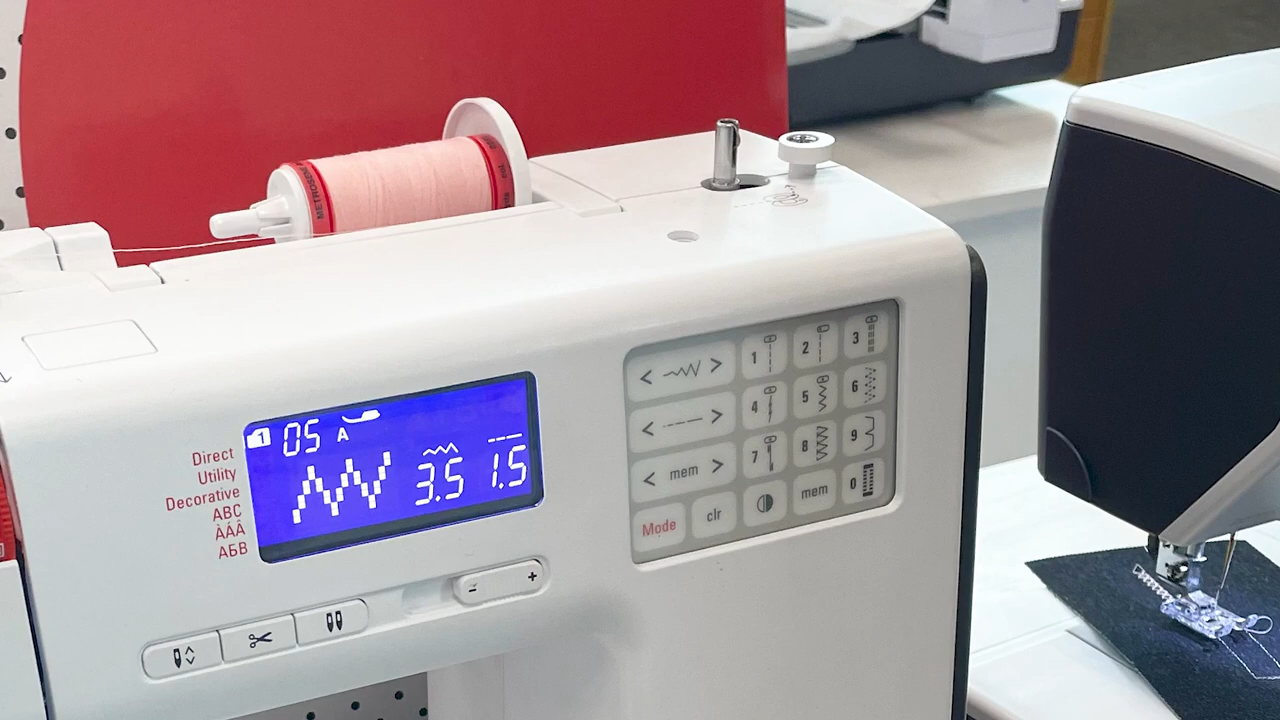 METROSENE
1 05
A
3.5 1.5
Direct
Utility
Decorative
ABC
ÀÁÂ
АБВ
- +
< >
1 2 3
< >
4 5 6
< mem >
7 8 9
Mode clr mem 0